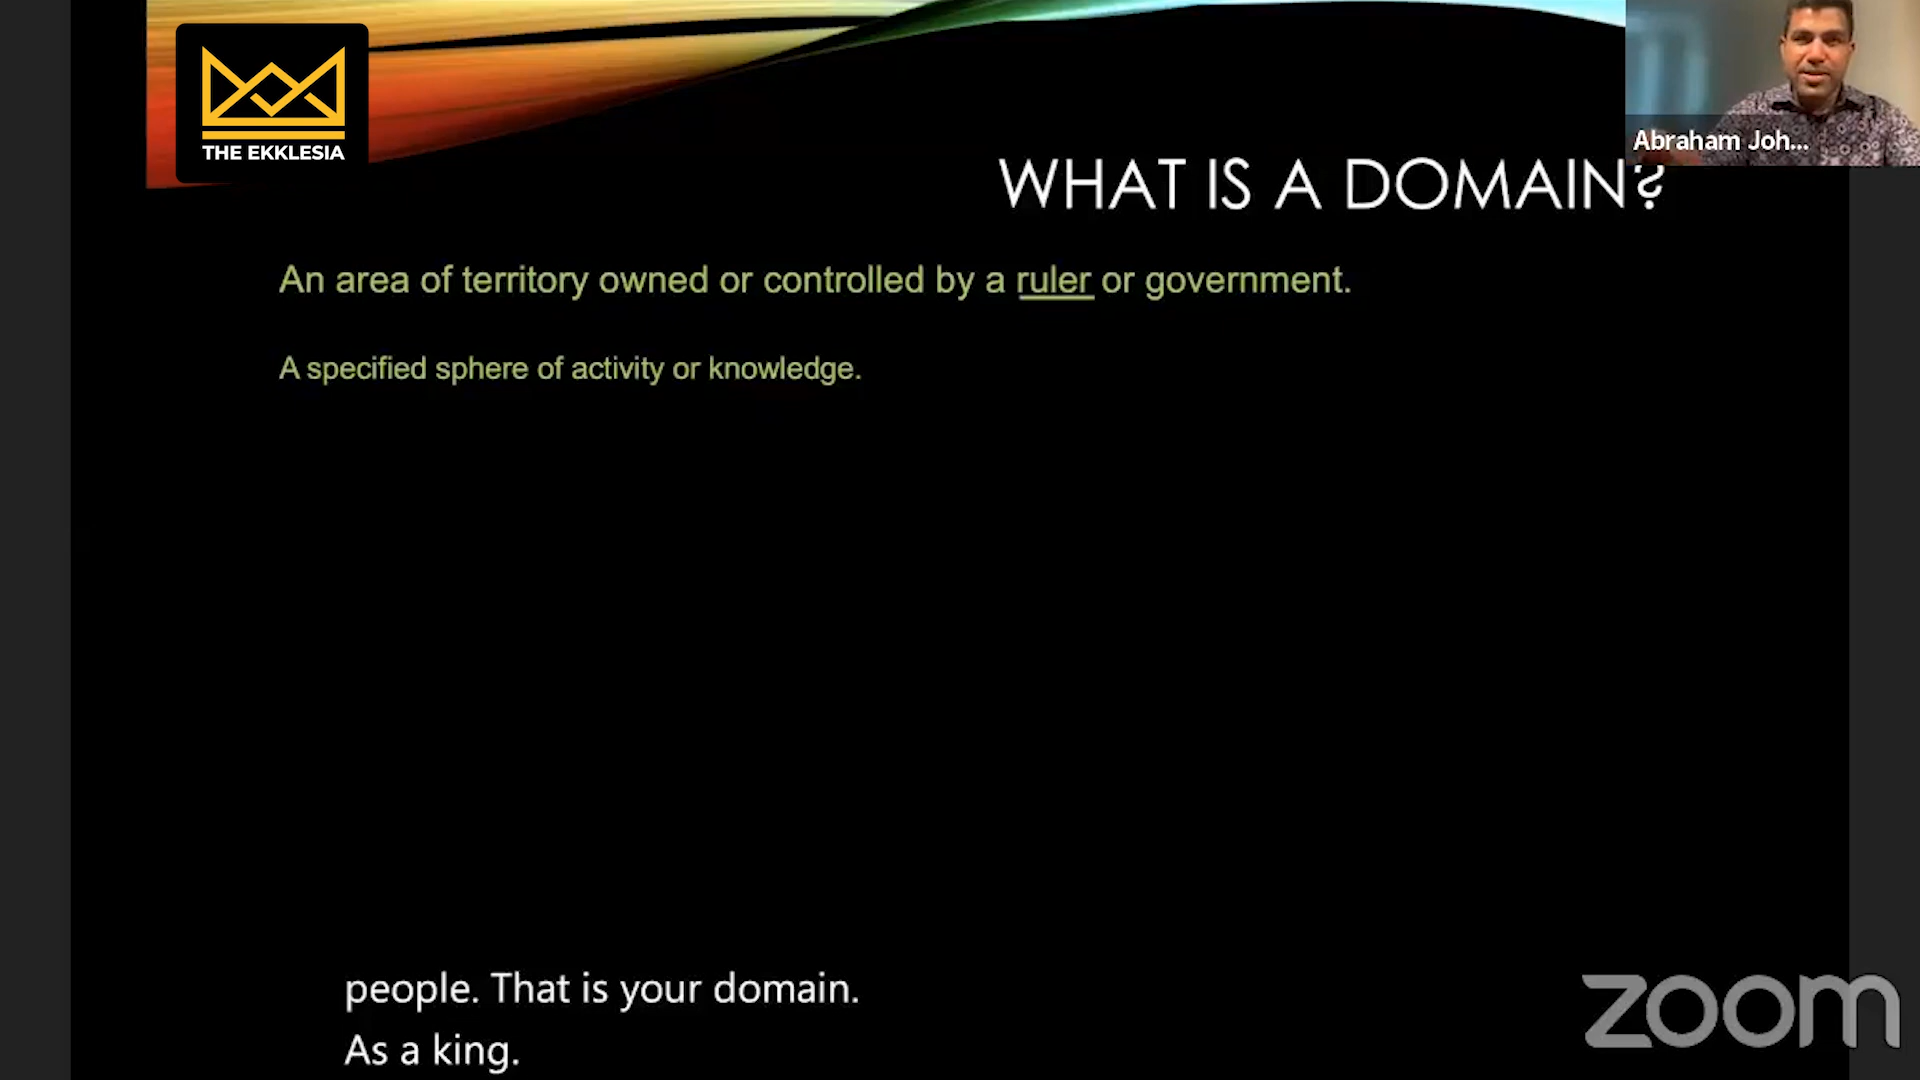 THE EKKLESIA
Abraham Joh...
WHAT IS A DOMAIN?
An area of territory owned or controlled by a ruler or government.
A specified sphere of activity or knowledge.
people. That is your domain.
As a king.
zoom